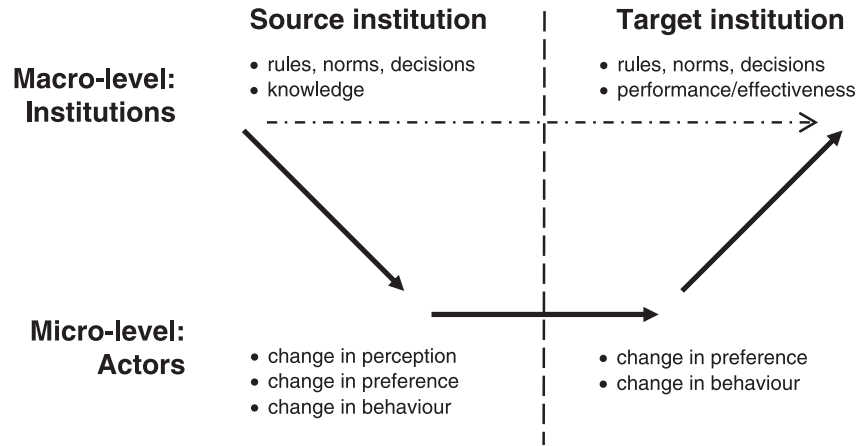 Source institution
Target institution
Macro-level:
Institutions
• rules, norms, decisions
• knowledge
• rules, norms, decisions
• performance/effectiveness
Micro-level:
Actors
• change in perception
• change in preference
• change in behaviour
• change in preference
• change in behaviour